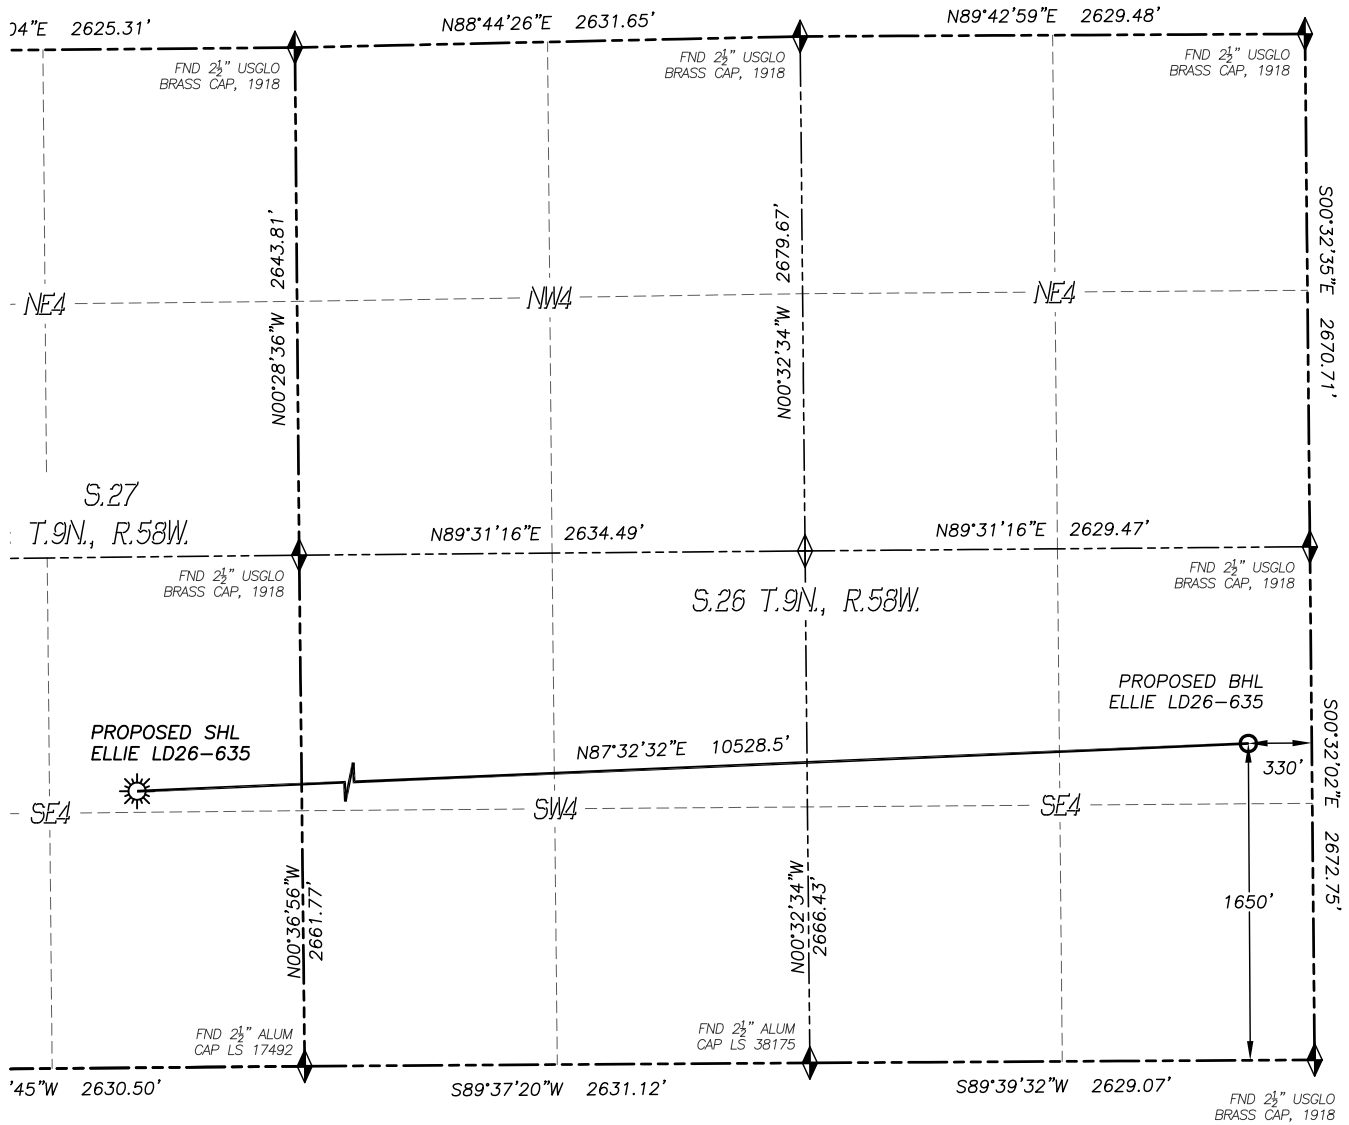 04"E 2625.31'
N88°44'26"E 2631.65'
N89°42'59"E 2629.48'
FND 2½" USGLO
BRASS CAP, 1918
FND 2½" USGLO
BRASS CAP, 1918
FND 2½" USGLO
BRASS CAP, 1918
N00°28'36"W 2643.81'
N00°32'34"W 2679.67'
S00°32'35"E 2670.71'
NE4
NW4
NE4
S.27
T.9N., R.58W.
N89°31'16"E 2634.49'
N89°31'16"E 2629.47'
FND 2½" USGLO
BRASS CAP, 1918
FND 2½" USGLO
BRASS CAP, 1918
S.26 T.9N., R.58W.
PROPOSED BHL
ELLIE LD26-635
PROPOSED SHL
ELLIE LD26-635
N87°32'32"E 10528.5'
330'
S00°32'02"E 2672.75'
SE4
SW4
SE4
N00°36'56"W
2661.77'
N00°32'34"W
2666.43'
1650'
FND 2½" ALUM
CAP LS 17492
FND 2½" ALUM
CAP LS 38175
'45"W 2630.50'
S89°37'20"W 2631.12'
S89°39'32"W 2629.07'
FND 2½" USGLO
BRASS CAP, 1918